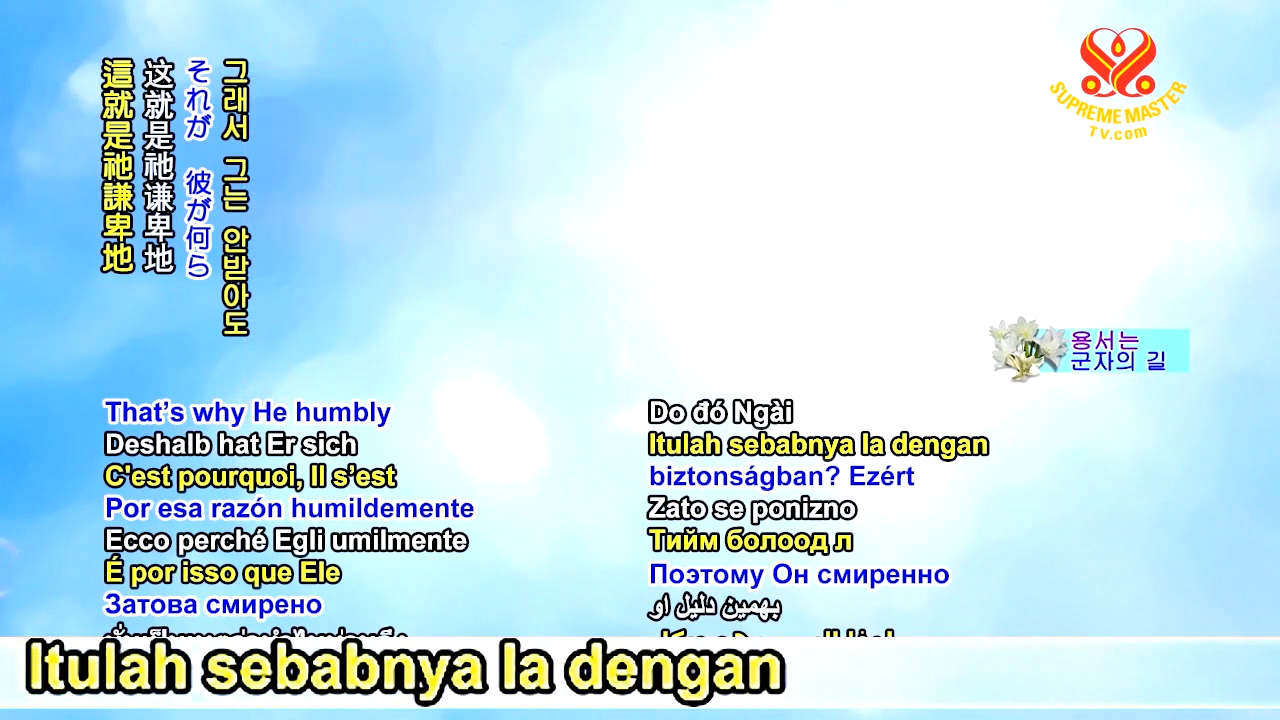 그래서 그는 안받아도
それが 彼が何ら
这就是祂谦卑地
這就是祂謙卑地
SUPREME MASTER
TV.com
용서는
군자의 길
That's why He humbly
Deshalb hat Er sich
C'est pourquoi, Il s'est
Por esa razón humildemente
Ecco perché Egli umilmente
É por isso que Ele
Затова смирено
Do đó Ngài
Itulah sebabnya Ia dengan
biztonságban? Ezért
Zato se ponizno
Тийм болоод л
Поэтому Он смиренно
بهمین دلیل او
Itulah sebabnya Ia dengan